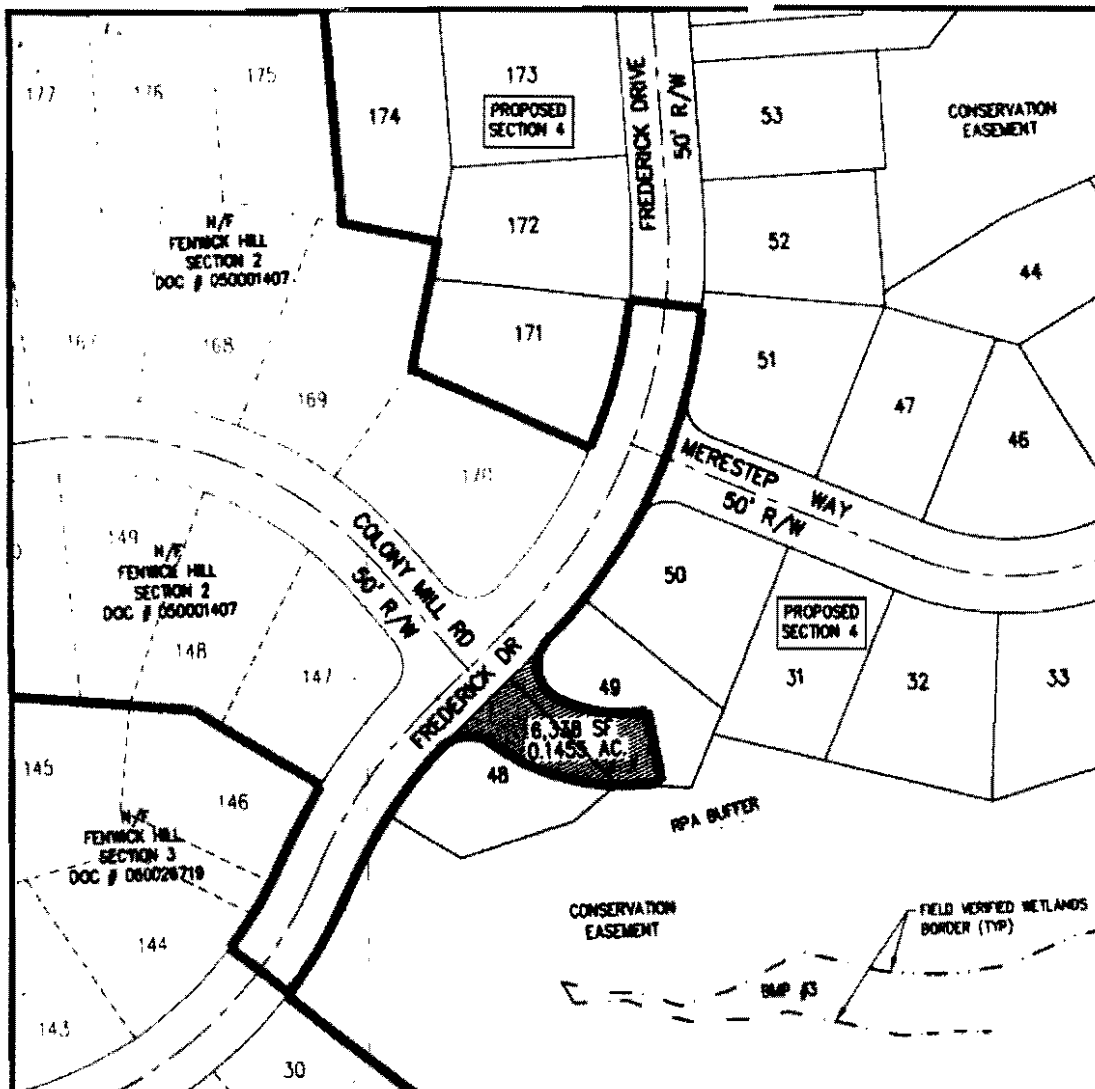 177
176
175
174
173
PROPOSED
SECTION 4
FREDERICK DRIVE
50' R/W
53
CONSERVATION
EASEMENT
N/F
FENWICK HILL
SECTION 2
DOC # 050001407
172
52
44
167
168
169
171
51
47
46
170
MERESTEP WAY
50' R/W
149
N/F
FENWICK HILL
SECTION 2
DOC # 050001407
COLONY MILL RD
50' R/W
50
PROPOSED
SECTION 4
148
147
FREDERICK DR
49
31
32
33
6,338 SF
0.1455 AC.
145
146
48
RPA BUFFER
N/F
FENWICK HILL
SECTION 3
DOC # 060026719
144
CONSERVATION
EASEMENT
FIELD VERIFIED WETLANDS
BORDER (TYP)
BMP #3
143
30